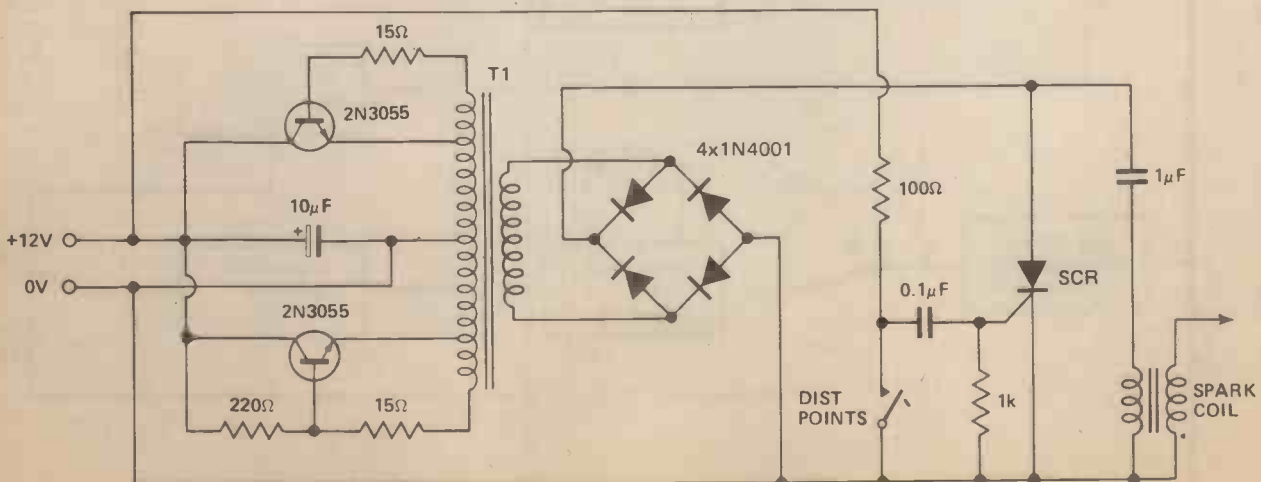 15Ω
T1
2N3055
4x1N4001
100Ω
1µF
10µF
+
+12V
0V
SCR
0.1µF
2N3055
DIST
POINTS
1k
SPARK
COIL
220Ω
15Ω